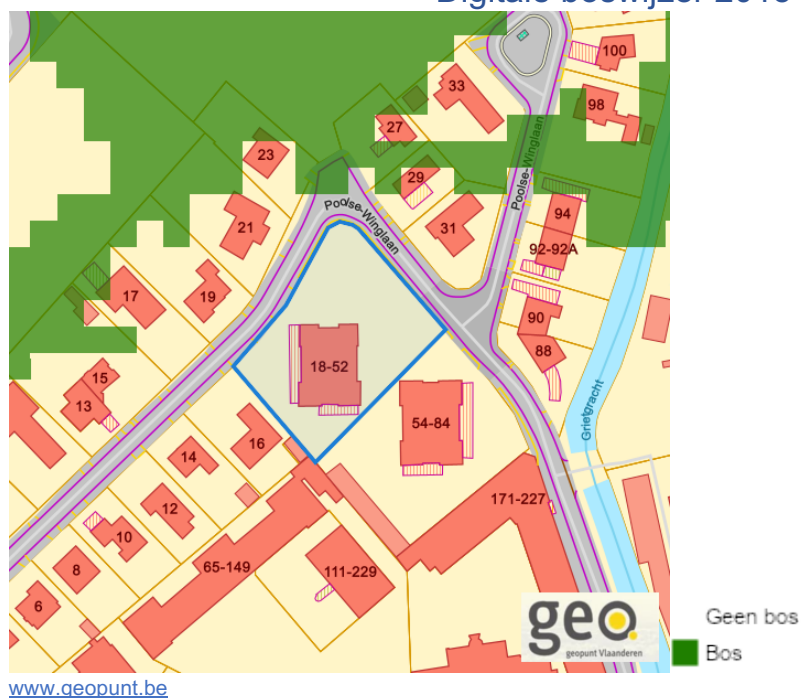 Digitale boswijzer 2018
100
33
98
27
23
29
Poolse-Winglaan
Poolse-Winglaan
94
21
31
92-92A
17
19
90
18-52
88
15
13
54-84
Grietgracht
16
14
171-227
12
10
65-149
111-229
8
6
geo.
geopunt Vlaanderen
Geen bos
Bos
www.geopunt.be